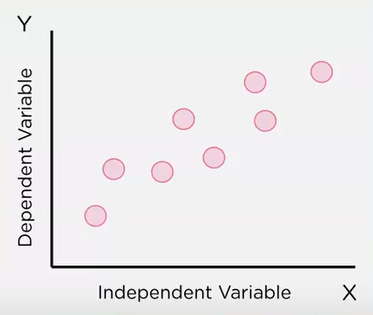 Y
Dependent Variable
Independent Variable
X